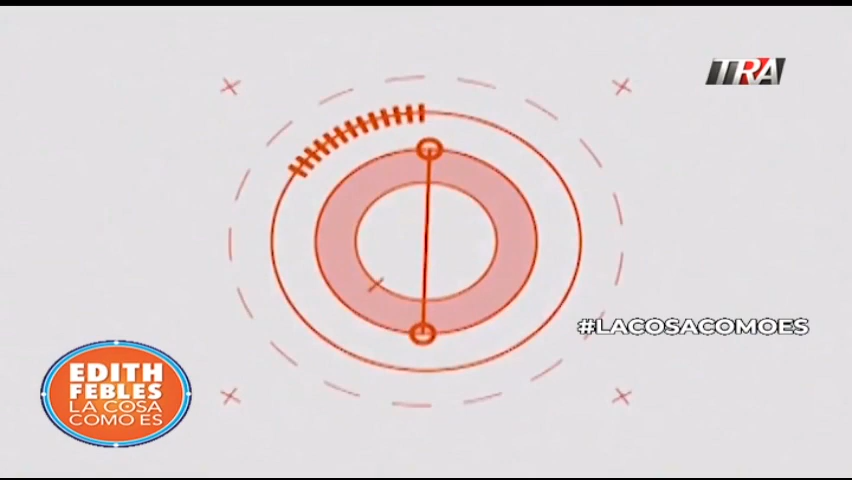 TRA
#LACOSACOMOES
EDITH
FEBLES
LA COSA
COMO ES